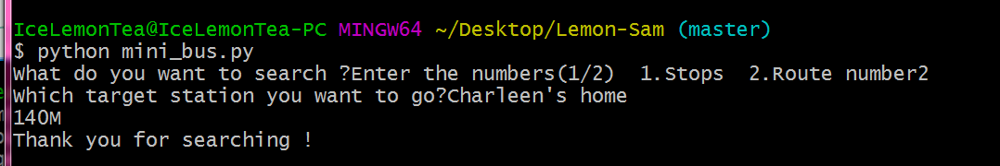 IceLemonTea@IceLemonTea-PC MINGW64 ~/Desktop/Lemon-Sam (master)
$ python mini_bus.py
What do you want to search ?Enter the numbers(1/2)  1.Stops  2.Route number2
Which target station you want to go?Charleen's home
140M
Thank you for searching !